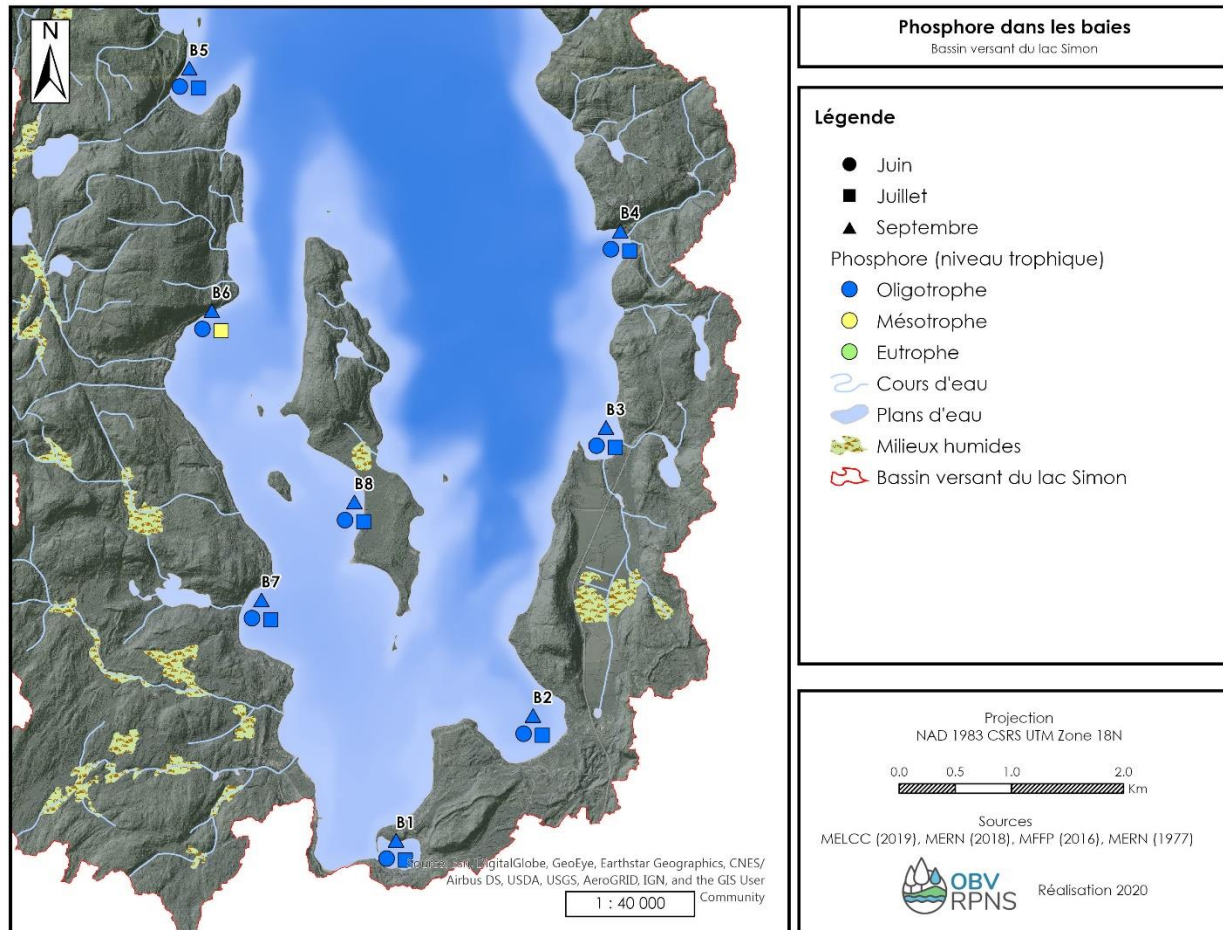 N
B5
B4
B6
B3
B8
B7
B2
B1
DigitalGlobe, GeoEye, Earthstar Geographics, CNES/
Airbus DS, USDA, USGS, AeroGRID, IGN, and the GIS User
Community
1 : 40 000
Phosphore dans les baies
Bassin versant du lac Simon
Légende
Juin
Juillet
Septembre
Phosphore (niveau trophique)
Oligotrophe
Mésotrophe
Eutrophe
Cours d'eau
Plans d'eau
Milieux humides
Bassin versant du lac Simon
Projection
NAD 1983 CSRS UTM Zone 18N
0.0 0.5 1.0 2.0
Km
Sources
MELCC (2019), MERN (2018), MFFP (2016), MERN (1977)
OBV
RPNS
Réalisation 2020